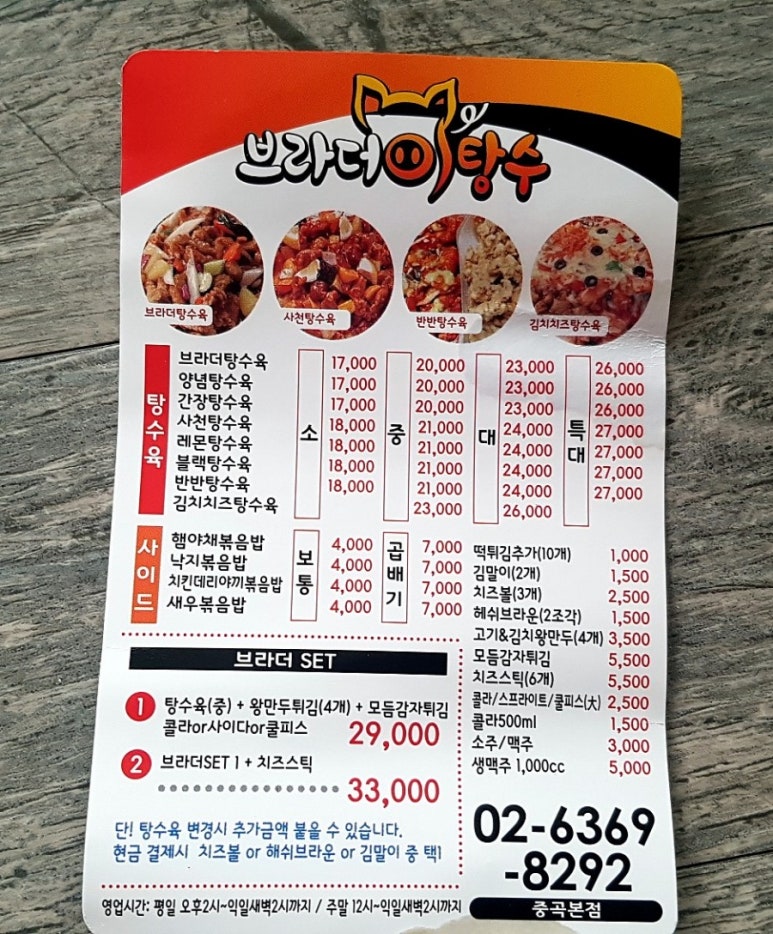 브라더 탕수
브라더탕수육
사천탕수육
반반탕수육
김치치즈탕수육
탕수육
소
중
대
특대
브라더탕수육 17,000 20,000 23,000 26,000
양념탕수육 17,000 20,000 23,000 26,000
간장탕수육 17,000 20,000 23,000 26,000
사천탕수육 18,000 21,000 24,000 27,000
레몬탕수육 18,000 21,000 24,000 27,000
블랙탕수육 18,000 21,000 24,000 27,000
반반탕수육 18,000 21,000 24,000 27,000
김치치즈탕수육 23,000 26,000
사이드
보통
곱배기
햄야채볶음밥 4,000 7,000
낙지볶음밥 4,000 7,000
치킨데리야끼볶음밥 4,000 7,000
새우볶음밥 4,000 7,000
떡튀김추가(10개) 1,000
김말이(2개) 1,500
치즈볼(3개) 2,500
헤쉬브라운(2조각) 1,500
고기&김치왕만두(4개) 3,500
모듬감자튀김 5,500
치즈스틱(6개) 5,500
콜라/스프라이트/쿨피스(大) 2,500
콜라500ml 1,500
소주/맥주 3,000
생맥주 1,000cc 5,000
브라더 SET
1 탕수육(중) + 왕만두튀김(4개) + 모듬감자튀김
콜라or사이다or쿨피스 29,000
2 브라더SET 1 + 치즈스틱
33,000
단! 탕수육 변경시 추가금액 붙을 수 있습니다.
현금 결제시 치즈볼 or 해쉬브라운 or 김말이 중 택1
02-6369
-8292
중곡본점
영업시간: 평일 오후2시~익일새벽2시까지 / 주말 12시~익일새벽2시까지